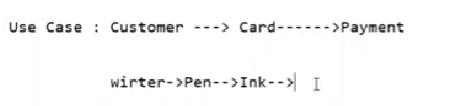 Use Case : Customer ---> Card------>Payment
wirter->Pen-->Ink-->